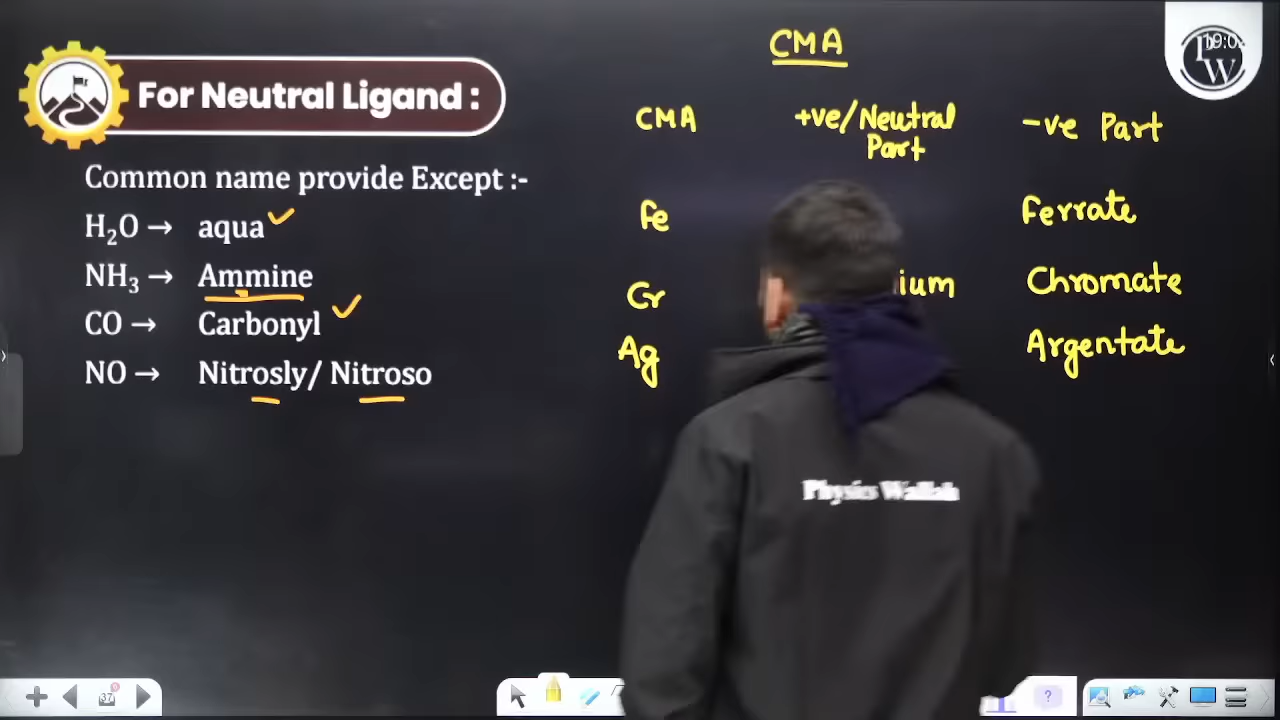 For Neutral Ligand :
Common name provide Except :-
H₂O → aqua
NH₃ → Ammine
CO → Carbonyl
NO → Nitrosly/ Nitroso
CMA
CMA +ve/Neutral Part -ve Part
Fe Ferrate
Cr ium Chromate
Ag Argentate
Physics Wallah
W
37
?